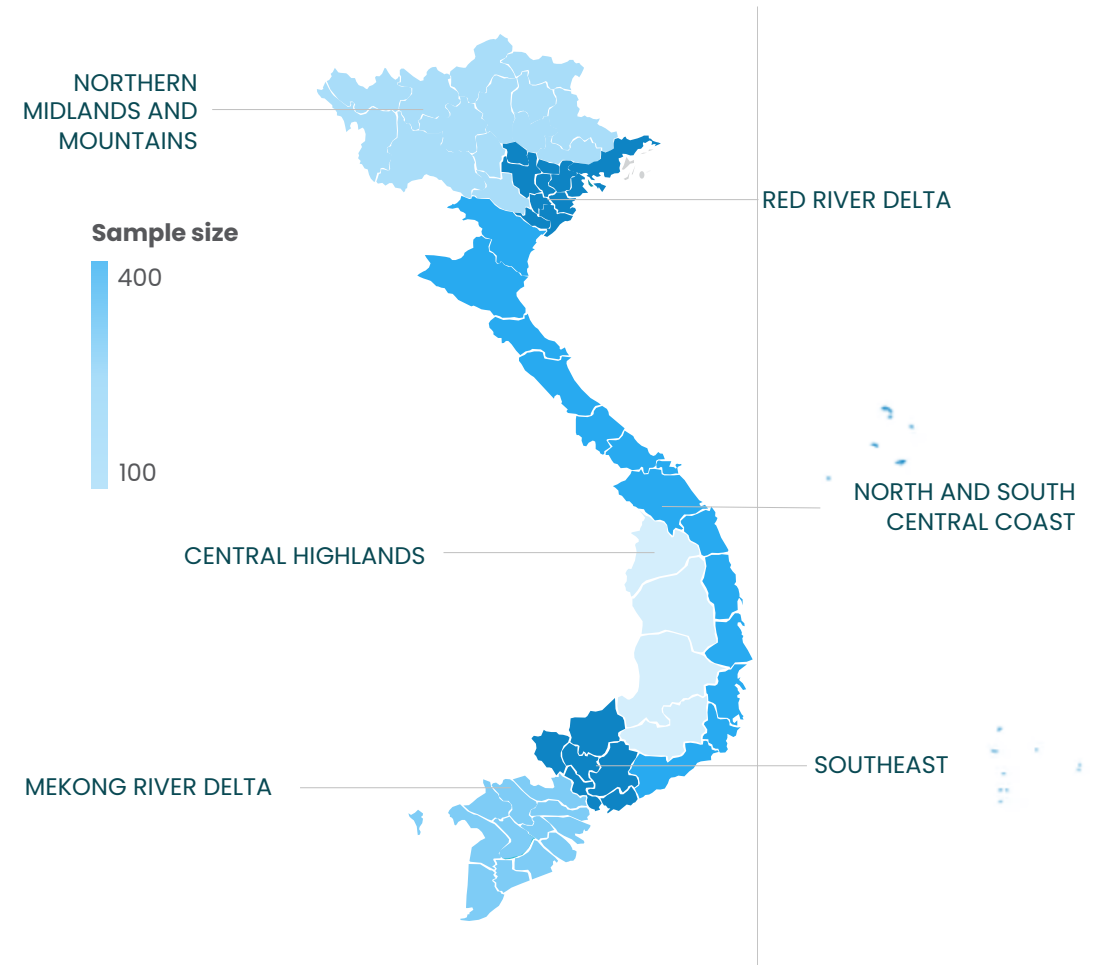 NORTHERN
MIDLANDS AND
MOUNTAINS
RED RIVER DELTA
Sample size
400
100
NORTH AND SOUTH
CENTRAL COAST
CENTRAL HIGHLANDS
SOUTHEAST
MEKONG RIVER DELTA